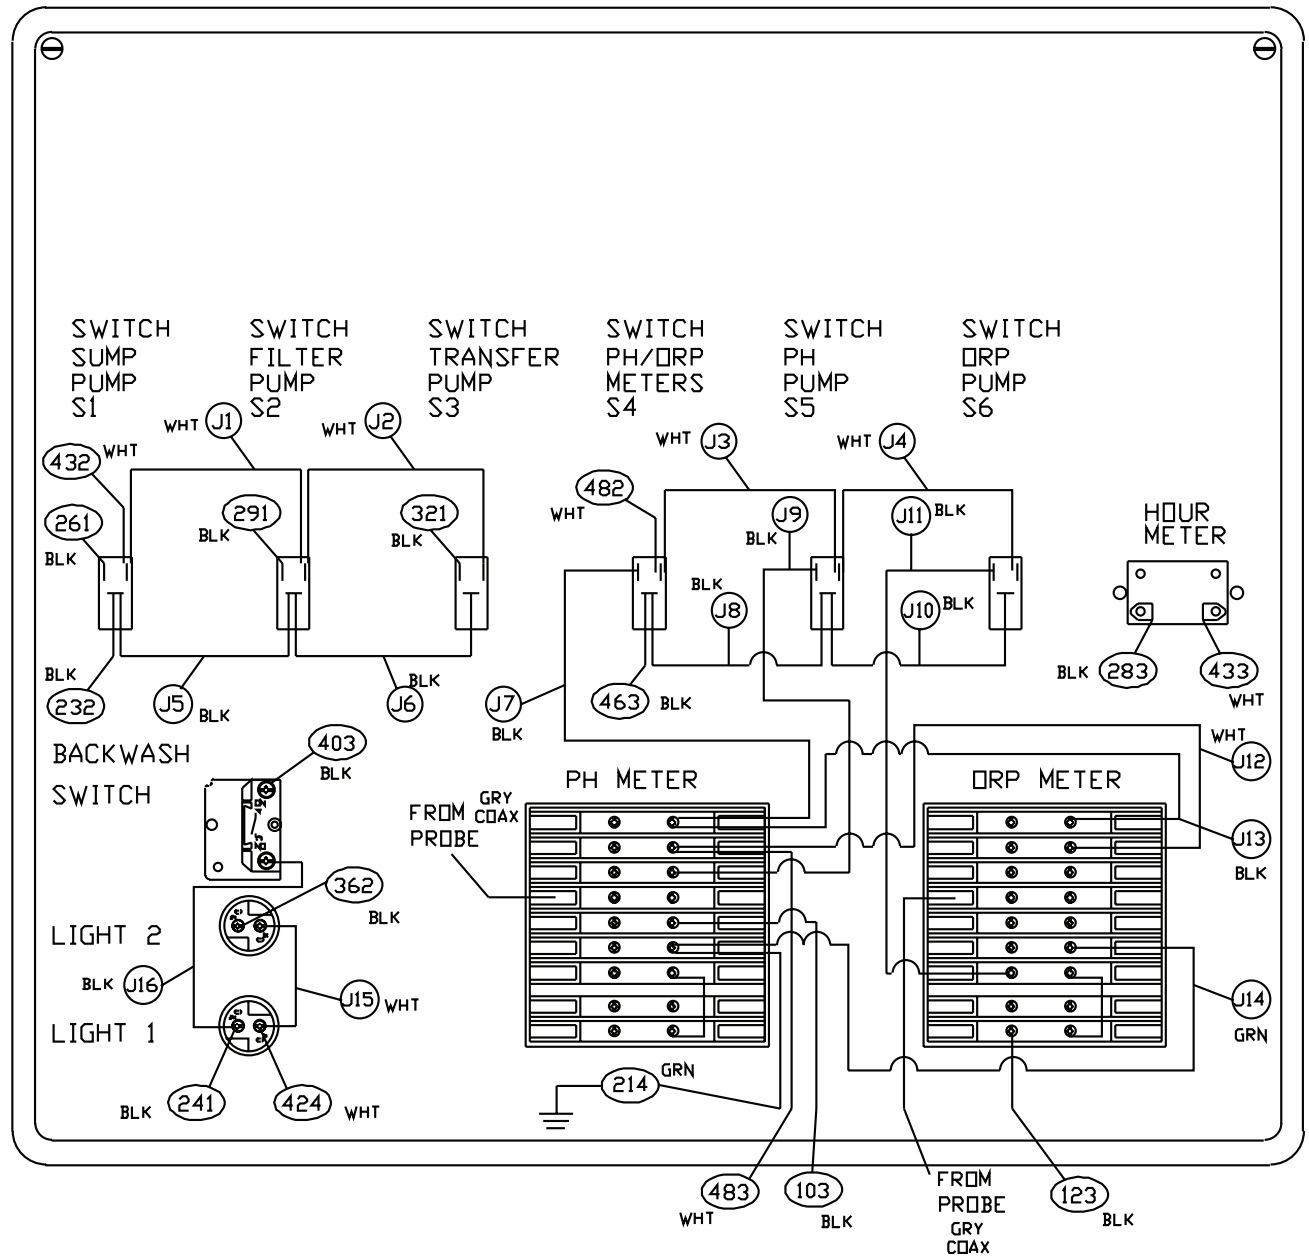 SWITCH
SUMP
PUMP
S1
SWITCH
FILTER
PUMP
S2
SWITCH
TRANSFER
PUMP
S3
SWITCH
PH/ORP
METERS
S4
SWITCH
PH
PUMP
S5
SWITCH
ORP
PUMP
S6
WHT J1
WHT J2
WHT J3
WHT J4
432 WHT
261
BLK
291
BLK
321
BLK
482
WHT
J9
BLK
J11 BLK
HOUR
METER
BLK
J8
J10 BLK
BLK 283
433
WHT
BLK
232
J5 BLK
BLK
J6
J7
BLK
463 BLK
BACKWASH
SWITCH
403
BLK
WHT
J12
PH METER
ORP METER
FROM
PROBE
GRY
COAX
J13
BLK
362
BLK
LIGHT 2
BLK J16
J15 WHT
LIGHT 1
J14
GRN
BLK 241
424 WHT
214 GRN
483
WHT
103
BLK
FROM
PROBE
GRY
COAX
123
BLK